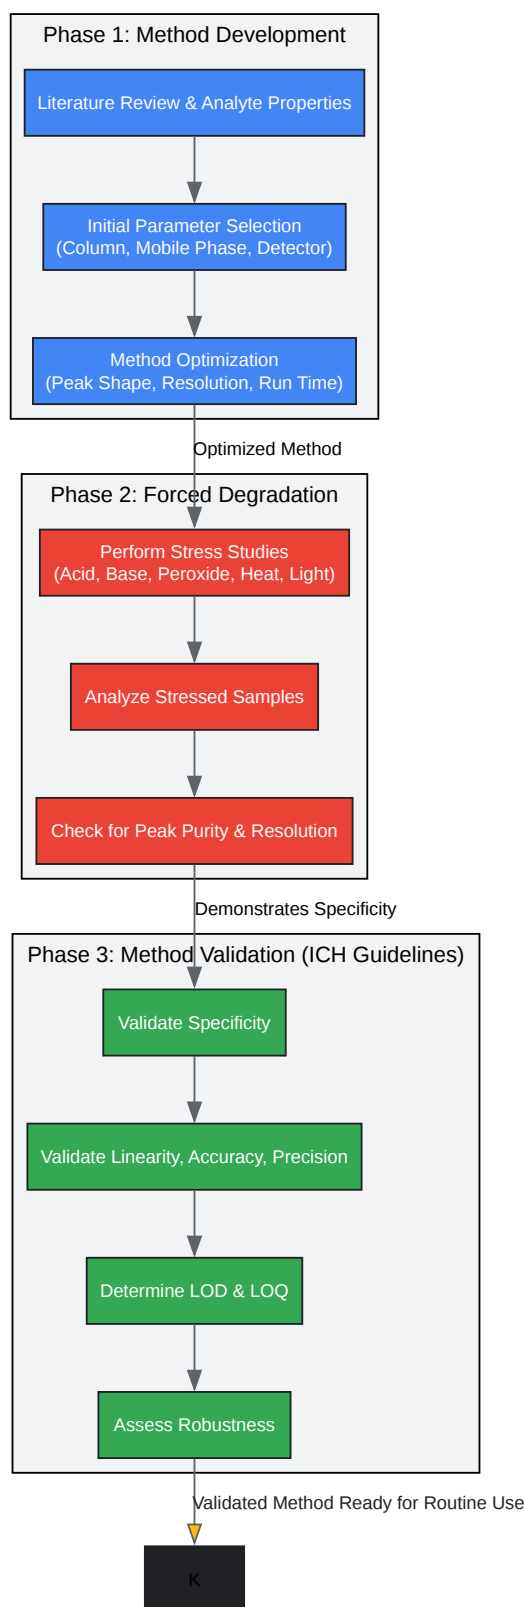 Phase 1: Method Development
Literature Review & Analyte Properties
Initial Parameter Selection
(Column, Mobile Phase, Detector)
Method Optimization
(Peak Shape, Resolution, Run Time)
Optimized Method
Phase 2: Forced Degradation
Perform Stress Studies
(Acid, Base, Peroxide, Heat, Light)
Analyze Stressed Samples
Check for Peak Purity & Resolution
Demonstrates Specificity
Phase 3: Method Validation (ICH Guidelines)
Validate Specificity
Validate Linearity, Accuracy, Precision
Determine LOD & LOQ
Assess Robustness
Validated Method Ready for Routine Use
K